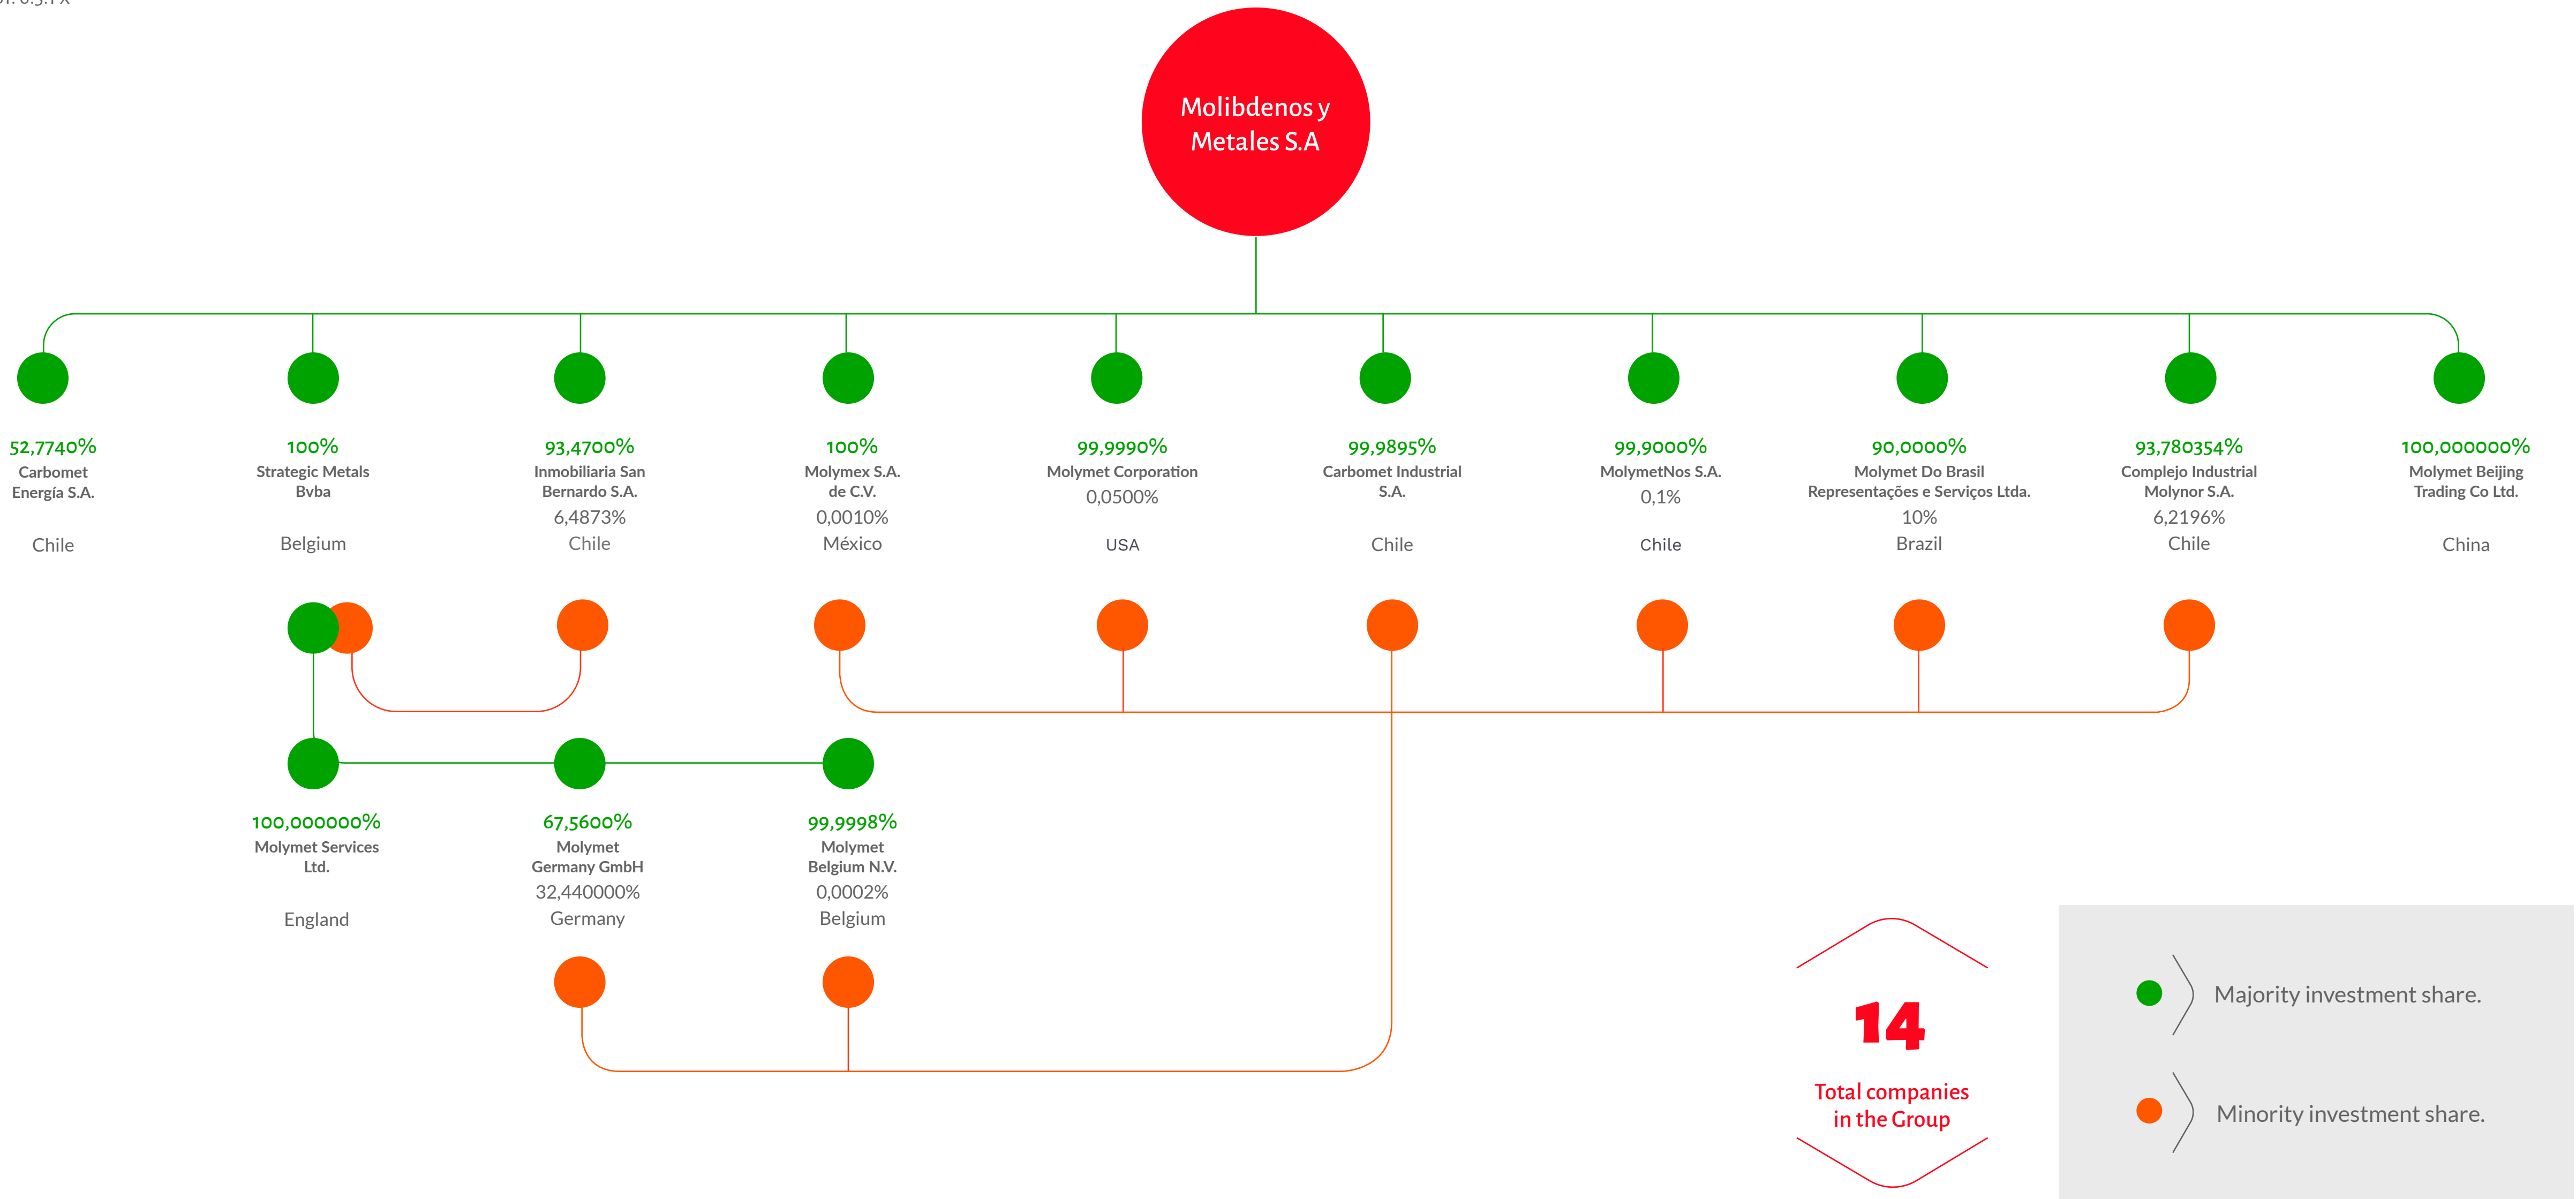 Molibdenos y
Metales S.A
52,7740%
Carbomet
Energía S.A.
Chile
100%
Strategic Metals
Bvba
Belgium
93,4700%
Inmobiliaria San
Bernardo S.A.
6,4873%
Chile
100%
Molymex S.A.
de C.V.
0,0010%
México
99,9990%
Molymet Corporation
0,0500%
USA
99,9895%
Carbomet Industrial
S.A.
Chile
99,9000%
MolymetNos S.A.
0,1%
Chile
90,0000%
Molymet Do Brasil
Representações e Serviços Ltda.
10%
Brazil
93,780354%
Complejo Industrial
Molynor S.A.
6,2196%
Chile
100,000000%
Molymet Beijing
Trading Co Ltd.
China
100,000000%
Molymet Services
Ltd.
England
67,5600%
Molymet
Germany GmbH
32,440000%
Germany
99,9998%
Molymet
Belgium N.V.
0,0002%
Belgium
14
Total companies
in the Group
Majority investment share.
Minority investment share.